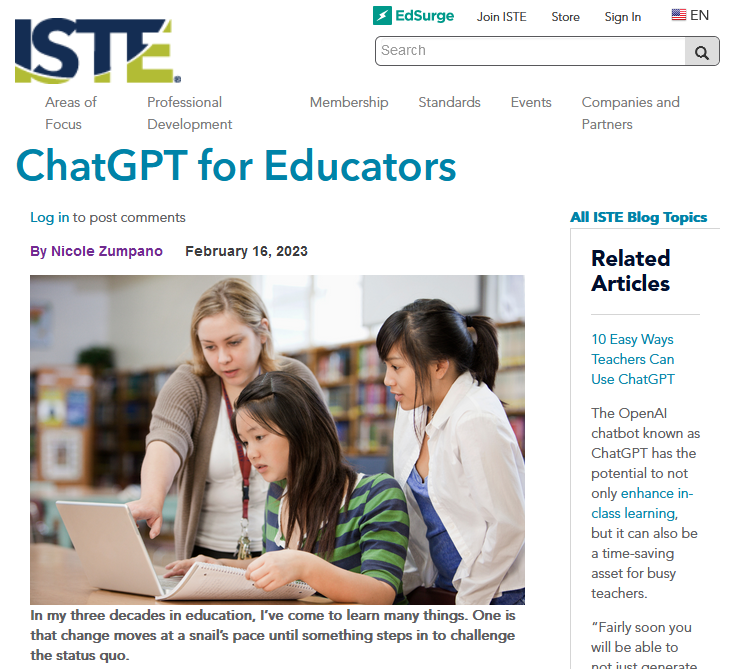 ISTE®
EdSurge
Join ISTE
Store
Sign In
EN
Search
Areas of
Focus
Professional
Development
Membership
Standards
Events
Companies and
Partners
ChatGPT for Educators
Log in to post comments
By Nicole Zumpano February 16, 2023
In my three decades in education, I’ve come to learn many things. One is
that change moves at a snail’s pace until something steps in to challenge
the status quo.
All ISTE Blog Topics
Related
Articles
10 Easy Ways
Teachers Can
Use ChatGPT
The OpenAI
chatbot known as
ChatGPT has the
potential to not
only enhance in-
class learning,
but it can also be
a time-saving
asset for busy
teachers.
“Fairly soon you
will be able to
not just generate